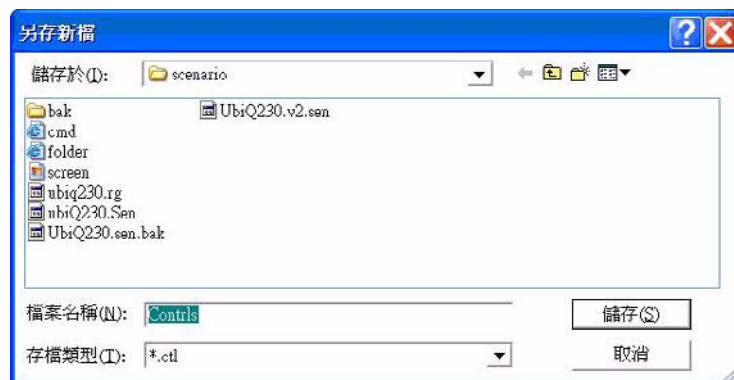 另存新檔
儲存於(I): scenario
bak UbiQ230.v2.sen
cmd
folder
screen
ubiq230.rg
ubiQ230.Sen
UbiQ230.sen.bak
檔案名稱(N): Contrls 儲存(S)
存檔類型(T): *.ctl 取消